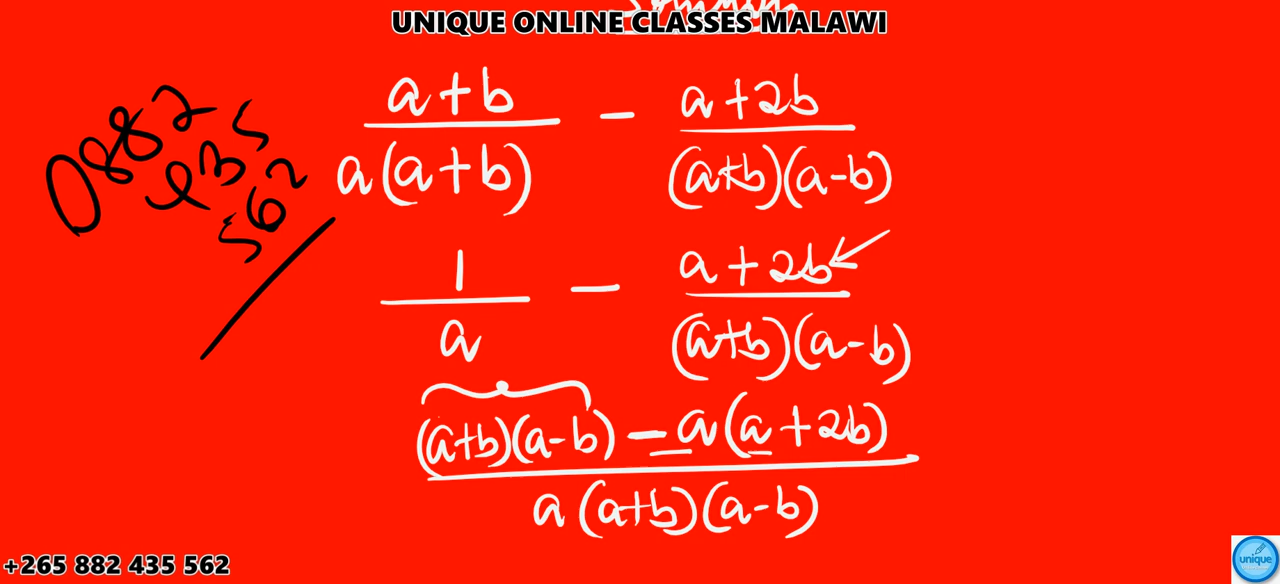 UNIQUE ONLINE CLASSES MALAWI
a+b / a(a+b) − a+2b / (a+b)(a-b)
0882
435
562
1 / a − a+2b / (a+b)(a-b)
(a+b)(a-b) − a(a+2b) / a(a+b)(a-b)
+265 882 435 562
unique